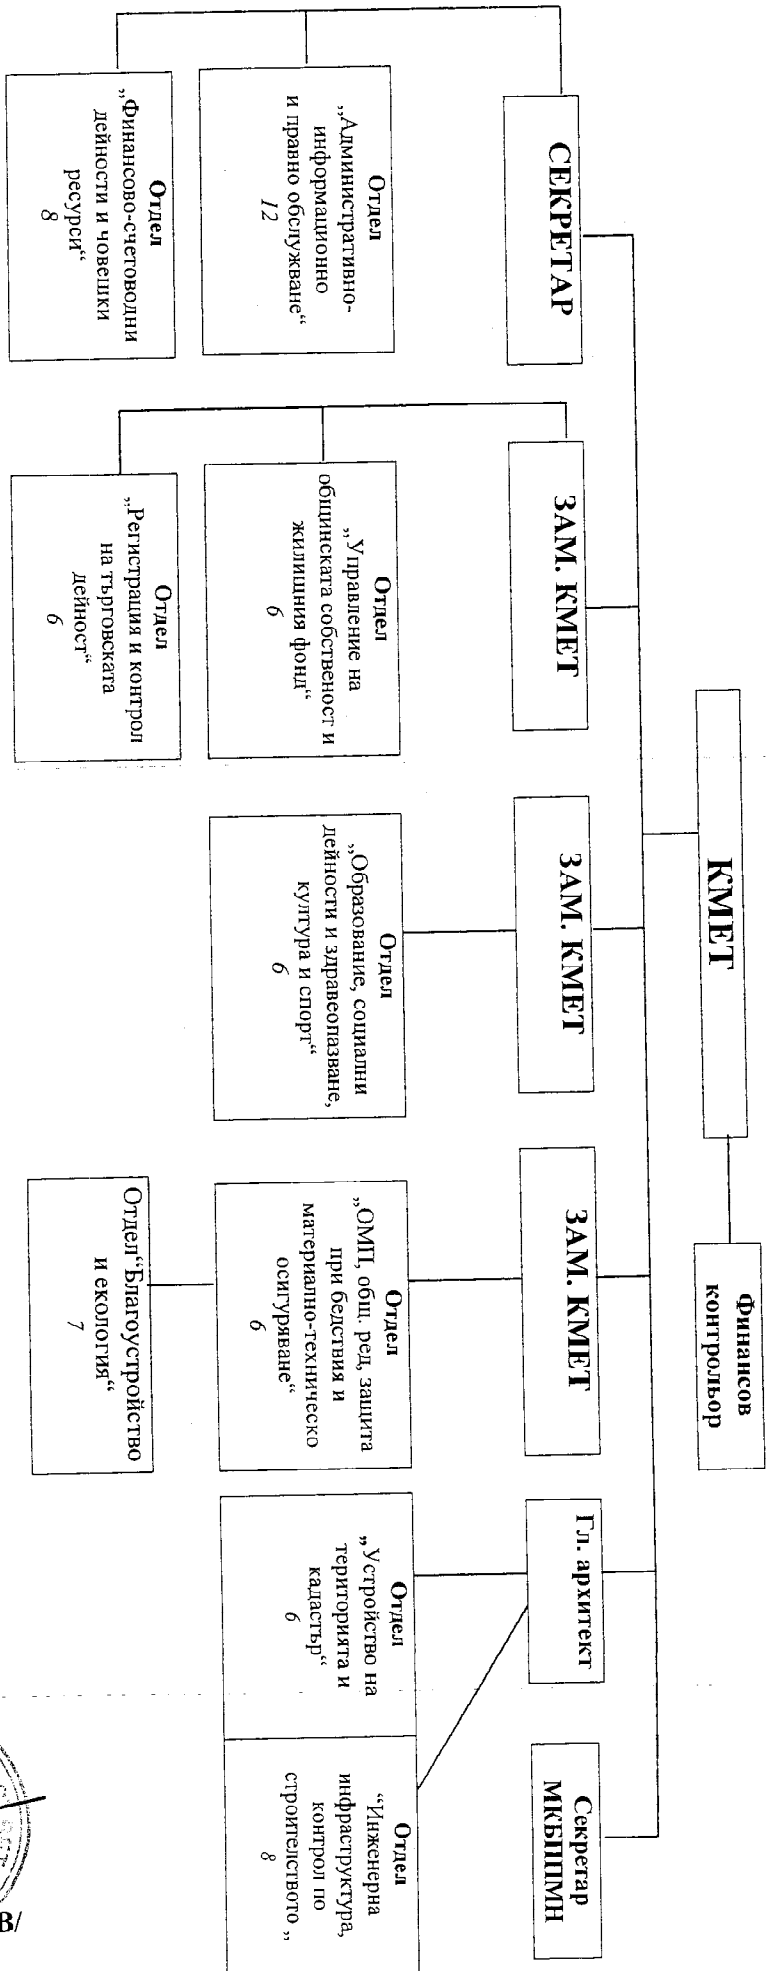 КМЕТ
Финансов
контрольор
СЕКРЕТАР
ЗАМ. КМЕТ
ЗАМ. КМЕТ
ЗАМ. КМЕТ
Гл. архитект
Секретар
МКБППМН
Отдел
„Административно-
информационно
и правно обслужване“
12
Отдел
„Управление на
общинската собственост и
жилищния фонд“
6
Отдел
„Образование, социални
дейности и здравеопазване,
култура и спорт“
6
Отдел
„ОМП, общ. ред, защита
при бедствия и
материално-техническо
осигуряване“
6
Отдел
„Устройство на
територията и
кадастър“
6
Отдел
“Инженерна
инфраструктура,
контрол по
строителството „
8
Отдел
„Финансово-счетоводни
дейности и човешки
ресурси“
8
Отдел
„Регистрация и контрол
на търговската
дейност“
6
Отдел“Благоустройство
и екология“
7
В/